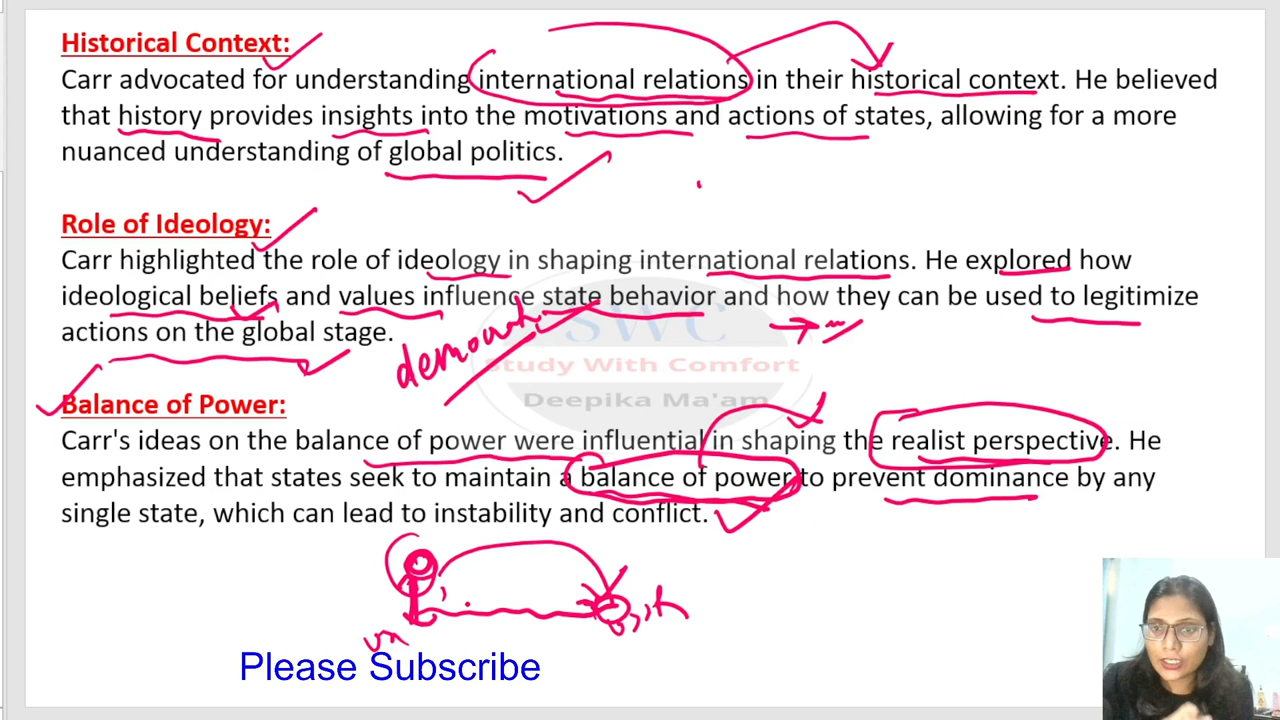 Historical Context:
Carr advocated for understanding international relations in their historical context. He believed
that history provides insights into the motivations and actions of states, allowing for a more
nuanced understanding of global politics.
Role of Ideology:
Carr highlighted the role of ideology in shaping international relations. He explored how
ideological beliefs and values influence state behavior and how they can be used to legitimize
actions on the global stage.
SWC
Study With Comfort
Deepika Ma'am
Balance of Power:
Carr's ideas on the balance of power were influential in shaping the realist perspective. He
emphasized that states seek to maintain a balance of power to prevent dominance by any
single state, which can lead to instability and conflict.
Please Subscribe